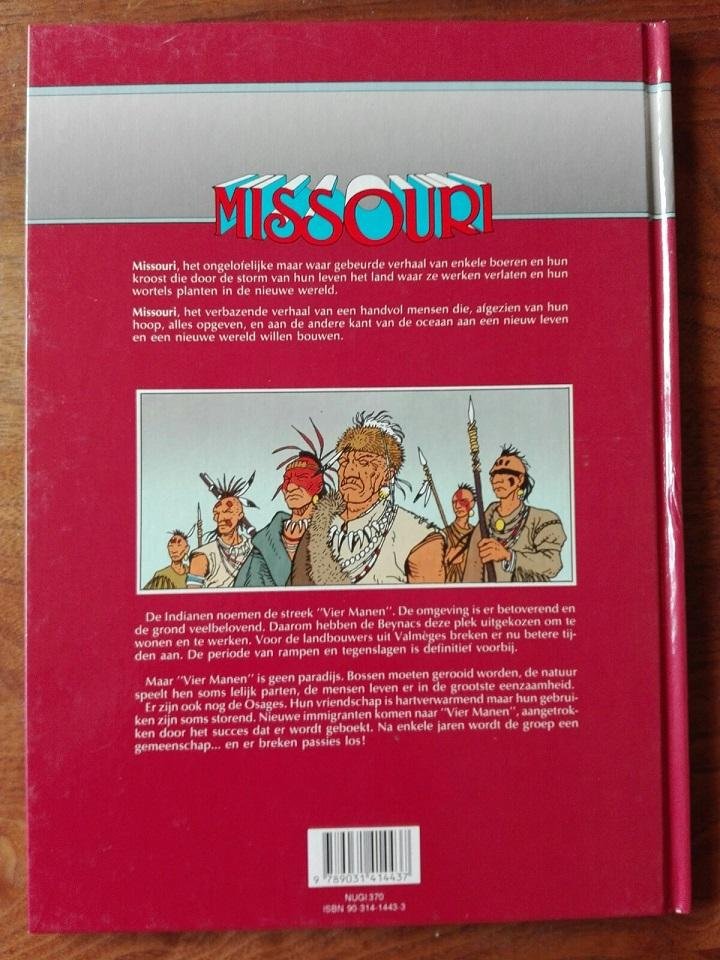 MISSOURI
Missouri, het ongelofelijke maar waar gebeurde verhaal van enkele boeren en hun
kroost die door de storm van hun leven het land waar ze werken verlaten en hun
wortels planten in de nieuwe wereld.
Missouri, het verbazende verhaal van een handvol mensen die, afgezien van hun
hoop, alles opgeven, en aan de andere kant van de oceaan aan een nieuw leven
en een nieuwe wereld willen bouwen.
De Indianen noemen de streek "Vier Manen". De omgeving is er betoverend en
de grond veelbelovend. Daarom hebben de Beynacs deze plek uitgekozen om te
wonen en te werken. Voor de landbouwers uit Valmèges breken er nu betere tij-
den aan. De periode van rampen en tegenslagen is definitief voorbij.
Maar "Vier Manen" is geen paradijs. Bossen moeten gerooid worden, de natuur
speelt hen soms lelijk parten, de mensen leven er in de grootste eenzaamheid.
Er zijn ook nog de Osages. Hun vriendschap is hartverwarmend maar hun gebrui-
ken zijn soms storend. Nieuwe immigranten komen naar "Vier Manen", aangetrok-
ken door het succes dat er wordt geboekt. Na enkele jaren wordt de groep een
gemeenschap... en er breken passies los!
9 789031 414437
NUGI 370
ISBN 90-314-1443-3